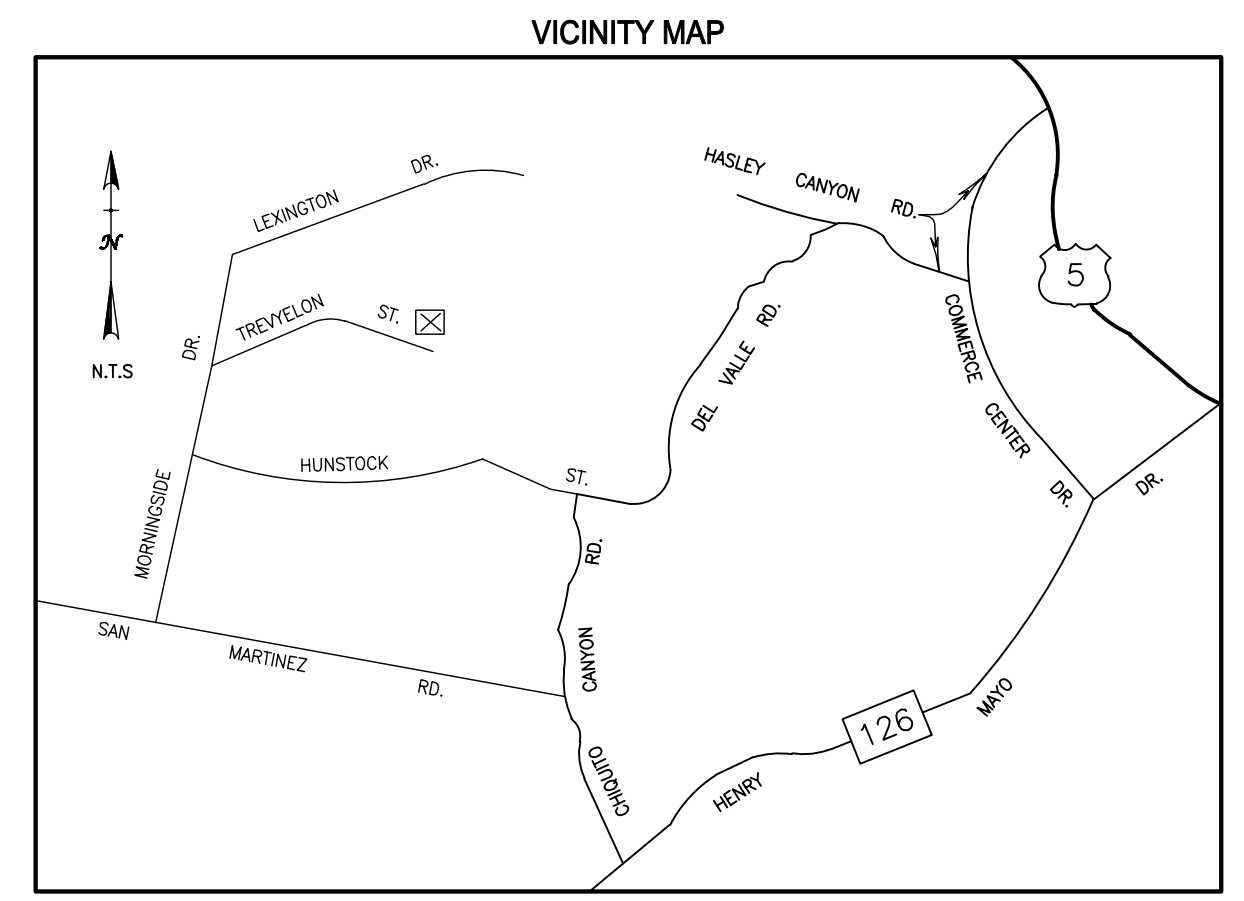 VICINITY MAP
HASLEY CANYON RD.
LEXINGTON DR.
N
5
TREVYELON ST.
DR.
N.T.S
DEL VALLE RD.
COMMERCE CENTER DR.
HUNSTOCK ST.
DR.
MORNINGSIDE
RD.
CANYON
CHIQUITO
SAN MARTINEZ RD.
126
MAYO
HENRY